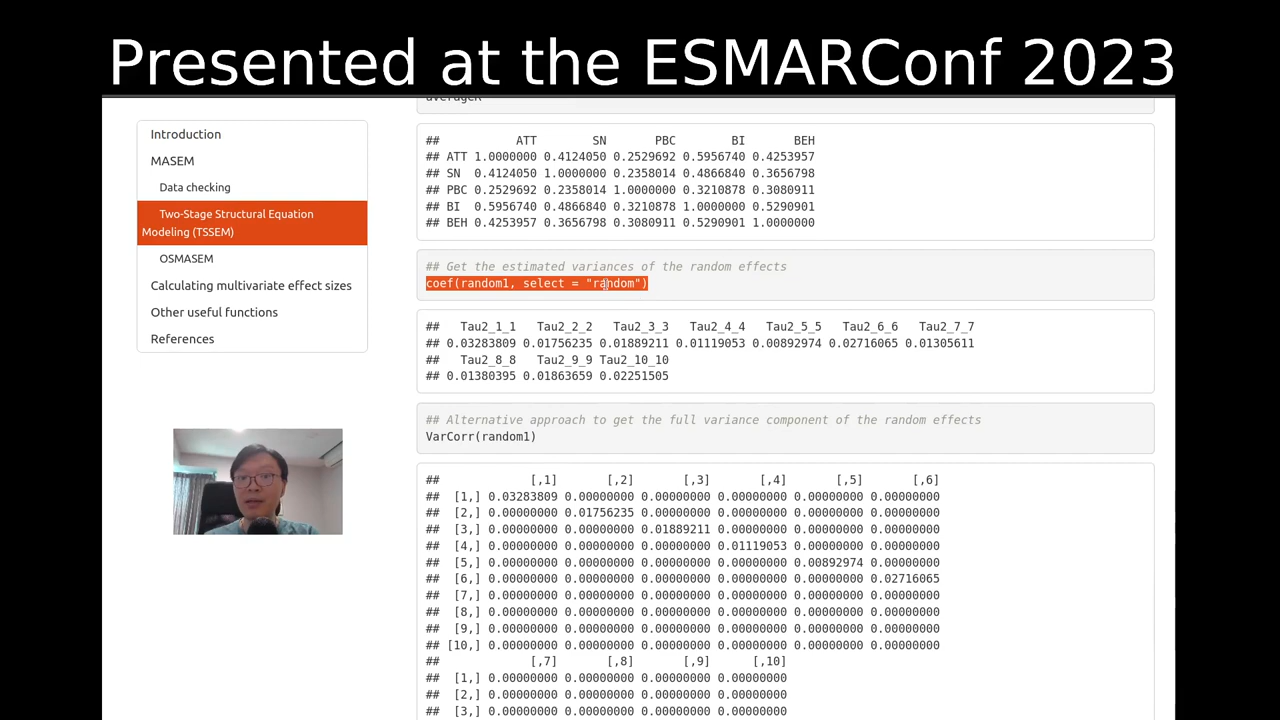 Presented at the ESMARConf 2023
averageR
Introduction
MASEM
Data checking
Two-Stage Structural Equation
Modeling (TSSEM)
OSMASEM
Calculating multivariate effect sizes
Other useful functions
References
## ATT SN PBC BI BEH
## ATT 1.0000000 0.4124050 0.2529692 0.5956740 0.4253957
## SN 0.4124050 1.0000000 0.2358014 0.4866840 0.3656798
## PBC 0.2529692 0.2358014 1.0000000 0.3210878 0.3080911
## BI 0.5956740 0.4866840 0.3210878 1.0000000 0.5290901
## BEH 0.4253957 0.3656798 0.3080911 0.5290901 1.0000000
## Get the estimated variances of the random effects
coef(random1, select = "random")
## Tau2_1_1 Tau2_2_2 Tau2_3_3 Tau2_4_4 Tau2_5_5 Tau2_6_6 Tau2_7_7
## 0.03283809 0.01756235 0.01889211 0.01119053 0.00892974 0.02716065 0.01305611
## Tau2_8_8 Tau2_9_9 Tau2_10_10
## 0.01380395 0.01863659 0.02251505
## Alternative approach to get the full variance component of the random effects
VarCorr(random1)
## [,1] [,2] [,3] [,4] [,5] [,6]
## [1,] 0.03283809 0.00000000 0.00000000 0.00000000 0.00000000 0.00000000
## [2,] 0.00000000 0.01756235 0.00000000 0.00000000 0.00000000 0.00000000
## [3,] 0.00000000 0.00000000 0.01889211 0.00000000 0.00000000 0.00000000
## [4,] 0.00000000 0.00000000 0.00000000 0.01119053 0.00000000 0.00000000
## [5,] 0.00000000 0.00000000 0.00000000 0.00000000 0.00892974 0.00000000
## [6,] 0.00000000 0.00000000 0.00000000 0.00000000 0.00000000 0.02716065
## [7,] 0.00000000 0.00000000 0.00000000 0.00000000 0.00000000 0.00000000
## [8,] 0.00000000 0.00000000 0.00000000 0.00000000 0.00000000 0.00000000
## [9,] 0.00000000 0.00000000 0.00000000 0.00000000 0.00000000 0.00000000
## [10,] 0.00000000 0.00000000 0.00000000 0.00000000 0.00000000 0.00000000
## [,7] [,8] [,9] [,10]
## [1,] 0.00000000 0.00000000 0.00000000 0.00000000
## [2,] 0.00000000 0.00000000 0.00000000 0.00000000
## [3,] 0.00000000 0.00000000 0.00000000 0.00000000